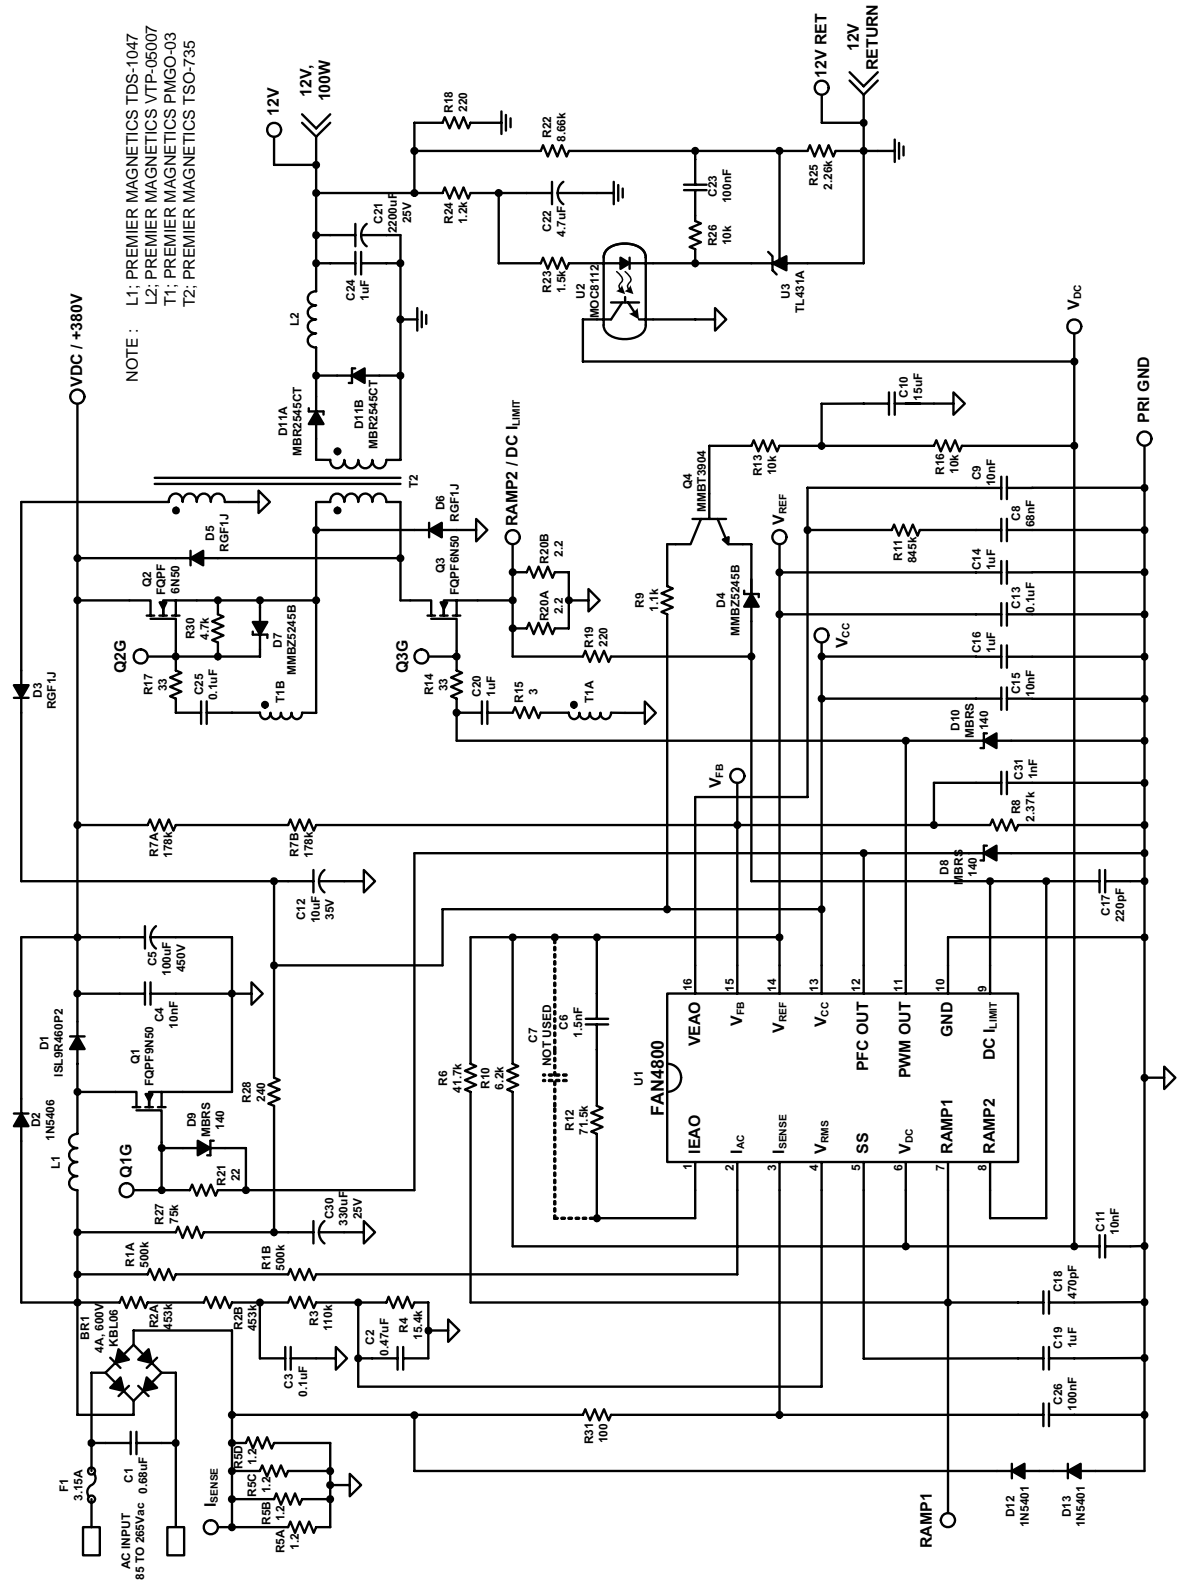 NOTE :
L1; PREMIER MAGNETICS TDS-1047
L2; PREMIER MAGNETICS VTP-05007
T1; PREMIER MAGNETICS PMGO-03
T2; PREMIER MAGNETICS TSO-735
AC INPUT
85 TO 265Vac
F1
3.15A
C1
0.68uF
BR1
4A, 600V
KBL06
ISENSE
R5A
1.2
R5B
1.2
R5C
1.2
R5D
1.2
R2A
453k
R2B
453k
C3
0.1uF
R3
110k
C2
0.47uF
R4
15.4k
R1A
500k
R1B
500k
R27
75k
C30
330uF
25V
L1
D2
1N5406
Q1G
R21
22
D9
MBRS
140
Q1
FQPF9N50
R28
240
D1
ISL9R460P2
C4
10nF
C5
100uF
450V
C12
10uF
35V
R7A
178k
R7B
178k
D3
RGF1J
Q2G
R17
33
C25
0.1uF
T1B
R30
4.7k
D7
MMBZ5245B
Q2
FQPF
6N50
D5
RGF1J
VDC / +380V
T2
D6
RGF1J
Q3
FQPF6N50
Q3G
R14
33
C20
1uF
R15
3
T1A
RAMP2 / DC ILIMIT
R20A
2.2
R20B
2.2
R19
220
D11A
MBR2545CT
D11B
MBR2545CT
L2
C24
1uF
C21
2200uF
25V
12V
12V,
100W
R24
1.2k
R18
220
C22
4.7uF
R22
8.66k
R23
1.5k
U2
MOC8112
R26
10k
C23
100nF
U3
TL431A
R25
2.26k
12V RET
12V
RETURN
VDC
PRI GND
Q4
MMBT3904
R9
1.1k
D4
MMBZ5245B
R13
10k
R16
10k
C10
15uF
VREF
VCC
VFB
R11
845k
C9
10nF
C8
68nF
C14
1uF
C13
0.1uF
C16
1uF
C15
10nF
D10
MBRS
140
C31
1nF
R8
2.37k
D8
MBRS
140
C17
220pF
R6
41.7k
R10
6.2k
C7
NOT USED
C6
1.5nF
R12
71.5k
U1
FAN4800
IEAO
IAC
ISENSE
VRMS
SS
VDC
RAMP1
RAMP2
VEAO
VFB
VREF
VCC
PFC OUT
PWM OUT
GND
DC ILIMIT
1
2
3
4
5
6
7
8
16
15
14
13
12
11
10
9
R31
100
C11
10nF
C18
470pF
C19
1uF
C26
100nF
D12
1N5401
D13
1N5401
RAMP1